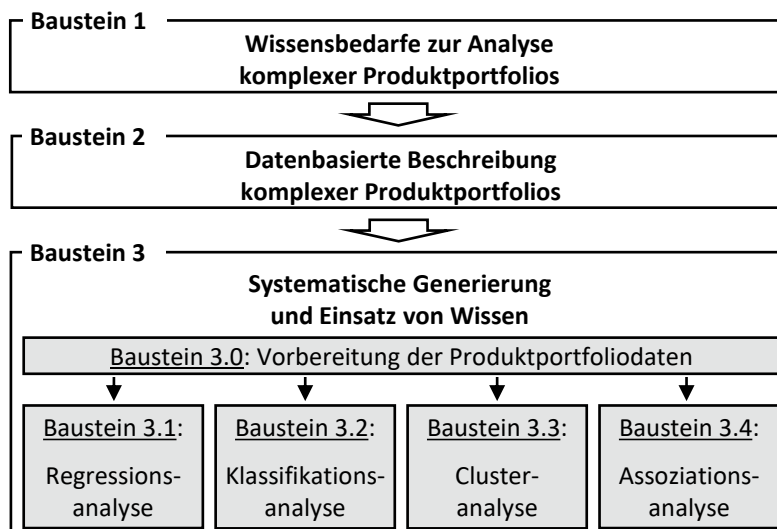 Baustein 1
Wissensbedarfe zur Analyse
komplexer Produktportfolios
Baustein 2
Datenbasierte Beschreibung
komplexer Produktportfolios
Baustein 3
Systematische Generierung
und Einsatz von Wissen
Baustein 3.0: Vorbereitung der Produktportfoliodaten
Baustein 3.1:
Regressions-
analyse
Baustein 3.2:
Klassifikations-
analyse
Baustein 3.3:
Cluster-
analyse
Baustein 3.4:
Assoziations-
analyse